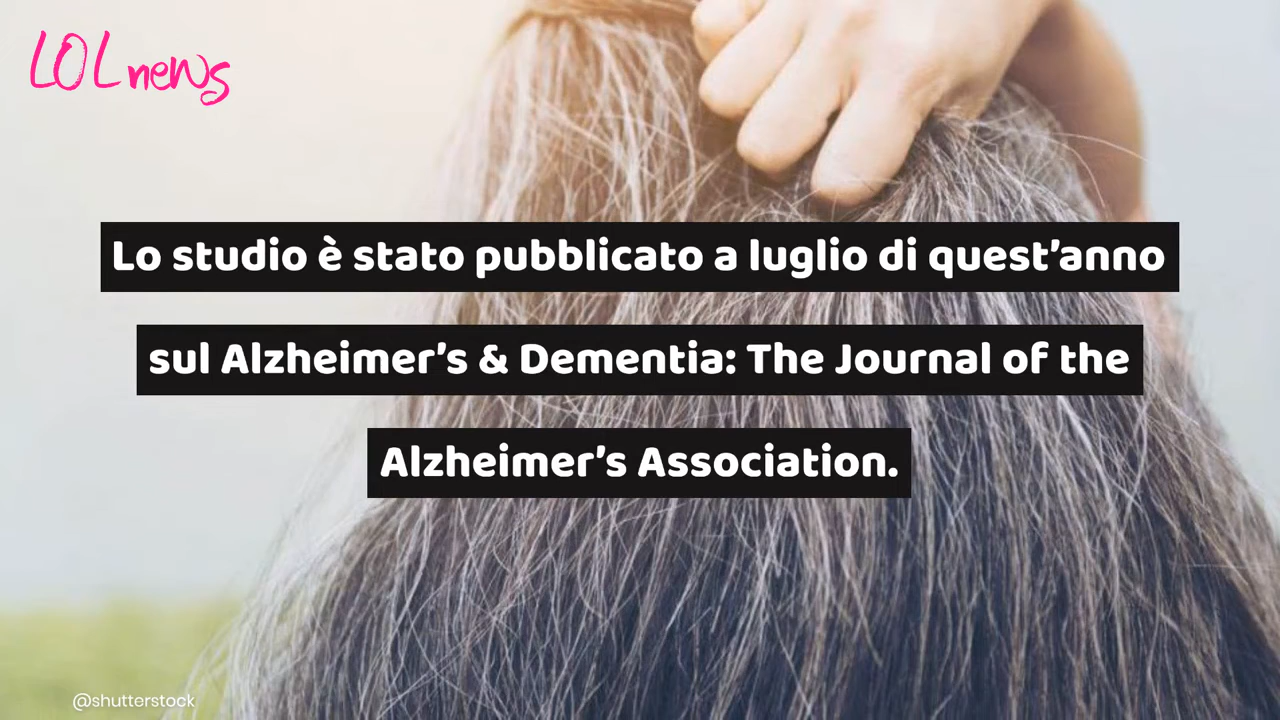 LOL news
Lo studio è stato pubblicato a luglio di quest’anno
sul Alzheimer’s & Dementia: The Journal of the
Alzheimer’s Association.
@shutterstock